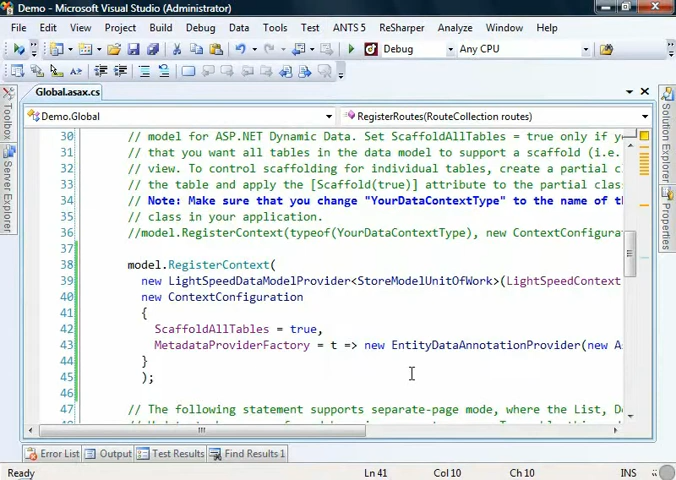 Demo - Microsoft Visual Studio (Administrator)
File Edit View Project Build Debug Data Tools Test ANTS 5
ReSharper Analyze Window Help
Debug Any CPU
Global.asax.cs
Demo.Global RegisterRoutes(RouteCollection routes)
Toolbox
Server Explorer
Solution Explorer
Properties
30 // model for ASP.NET Dynamic Data. Set ScaffoldAllTables = true only if y
31 // that you want all tables in the data model to support a scaffold (i.e.
32 // view. To control scaffolding for individual tables, create a partial c
33 // the table and apply the [Scaffold(true)] attribute to the partial clas
34 // Note: Make sure that you change "YourDataContextType" to the name of th
35 // class in your application.
36 //model.RegisterContext(typeof(YourDataContextType), new ContextConfigurat
37
38 model.RegisterContext(
39 new LightSpeedDataModelProvider<StoreModelUnitOfWork>(LightSpeedContext
40 new ContextConfiguration
41 {
42 ScaffoldAllTables = true,
43 MetadataProviderFactory = t => new EntityDataAnnotationProvider(new A
44 }
45 );
46
47 // The following statement supports separate-page mode, where the List, D
Error List Output Test Results Find Results 1
Ready Ln 41 Col 10 Ch 10 INS